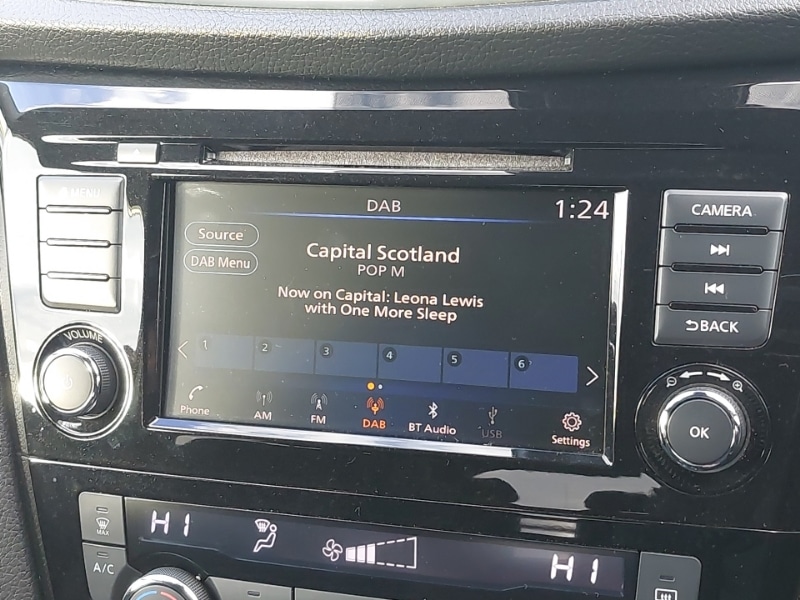 DAB
1:24
MENU
Source
DAB Menu
Capital Scotland
POP M
Now on Capital: Leona Lewis
with One More Sleep
1 2 3 4 5 6
Phone
AM
FM
DAB
BT Audio
USB
Settings
VOLUME
CAMERA
BACK
OK
HI
HI
MAX
A/C